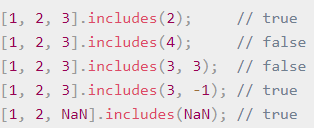 [1, 2, 3].includes(2);     // true
[1, 2, 3].includes(4);     // false
[1, 2, 3].includes(3, 3);  // false
[1, 2, 3].includes(3, -1); // true
[1, 2, NaN].includes(NaN); // true